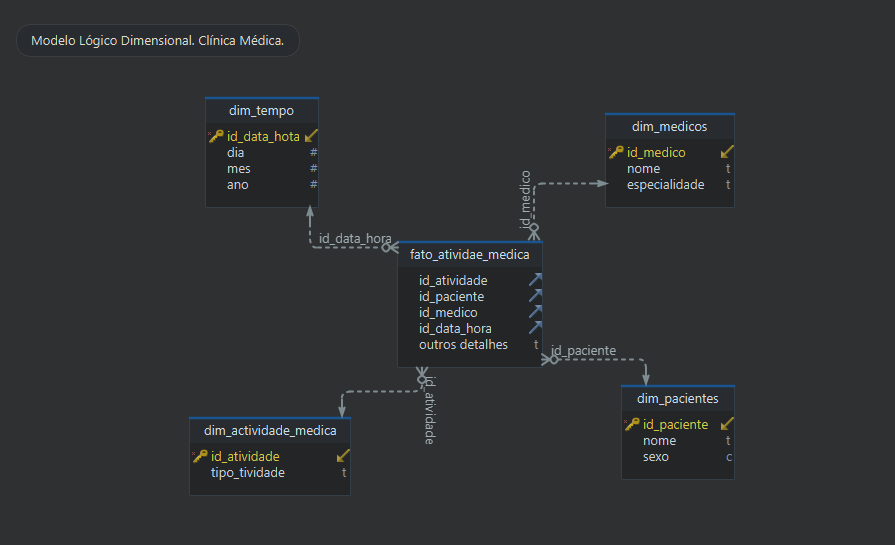 Modelo Lógico Dimensional. Clínica Médica.
dim_tempo
id_data_hota
dia #
mes #
ano #
dim_medicos
id_medico
nome t
especialidade t
id_medico
id_data_hora
fato_atividae_medica
id_atividade
id_paciente
id_medico
id_data_hora
outros detalhes t
id_paciente
id_atividade
dim_pacientes
id_paciente
nome t
sexo c
dim_actividade_medica
id_atividade
tipo_tividade t